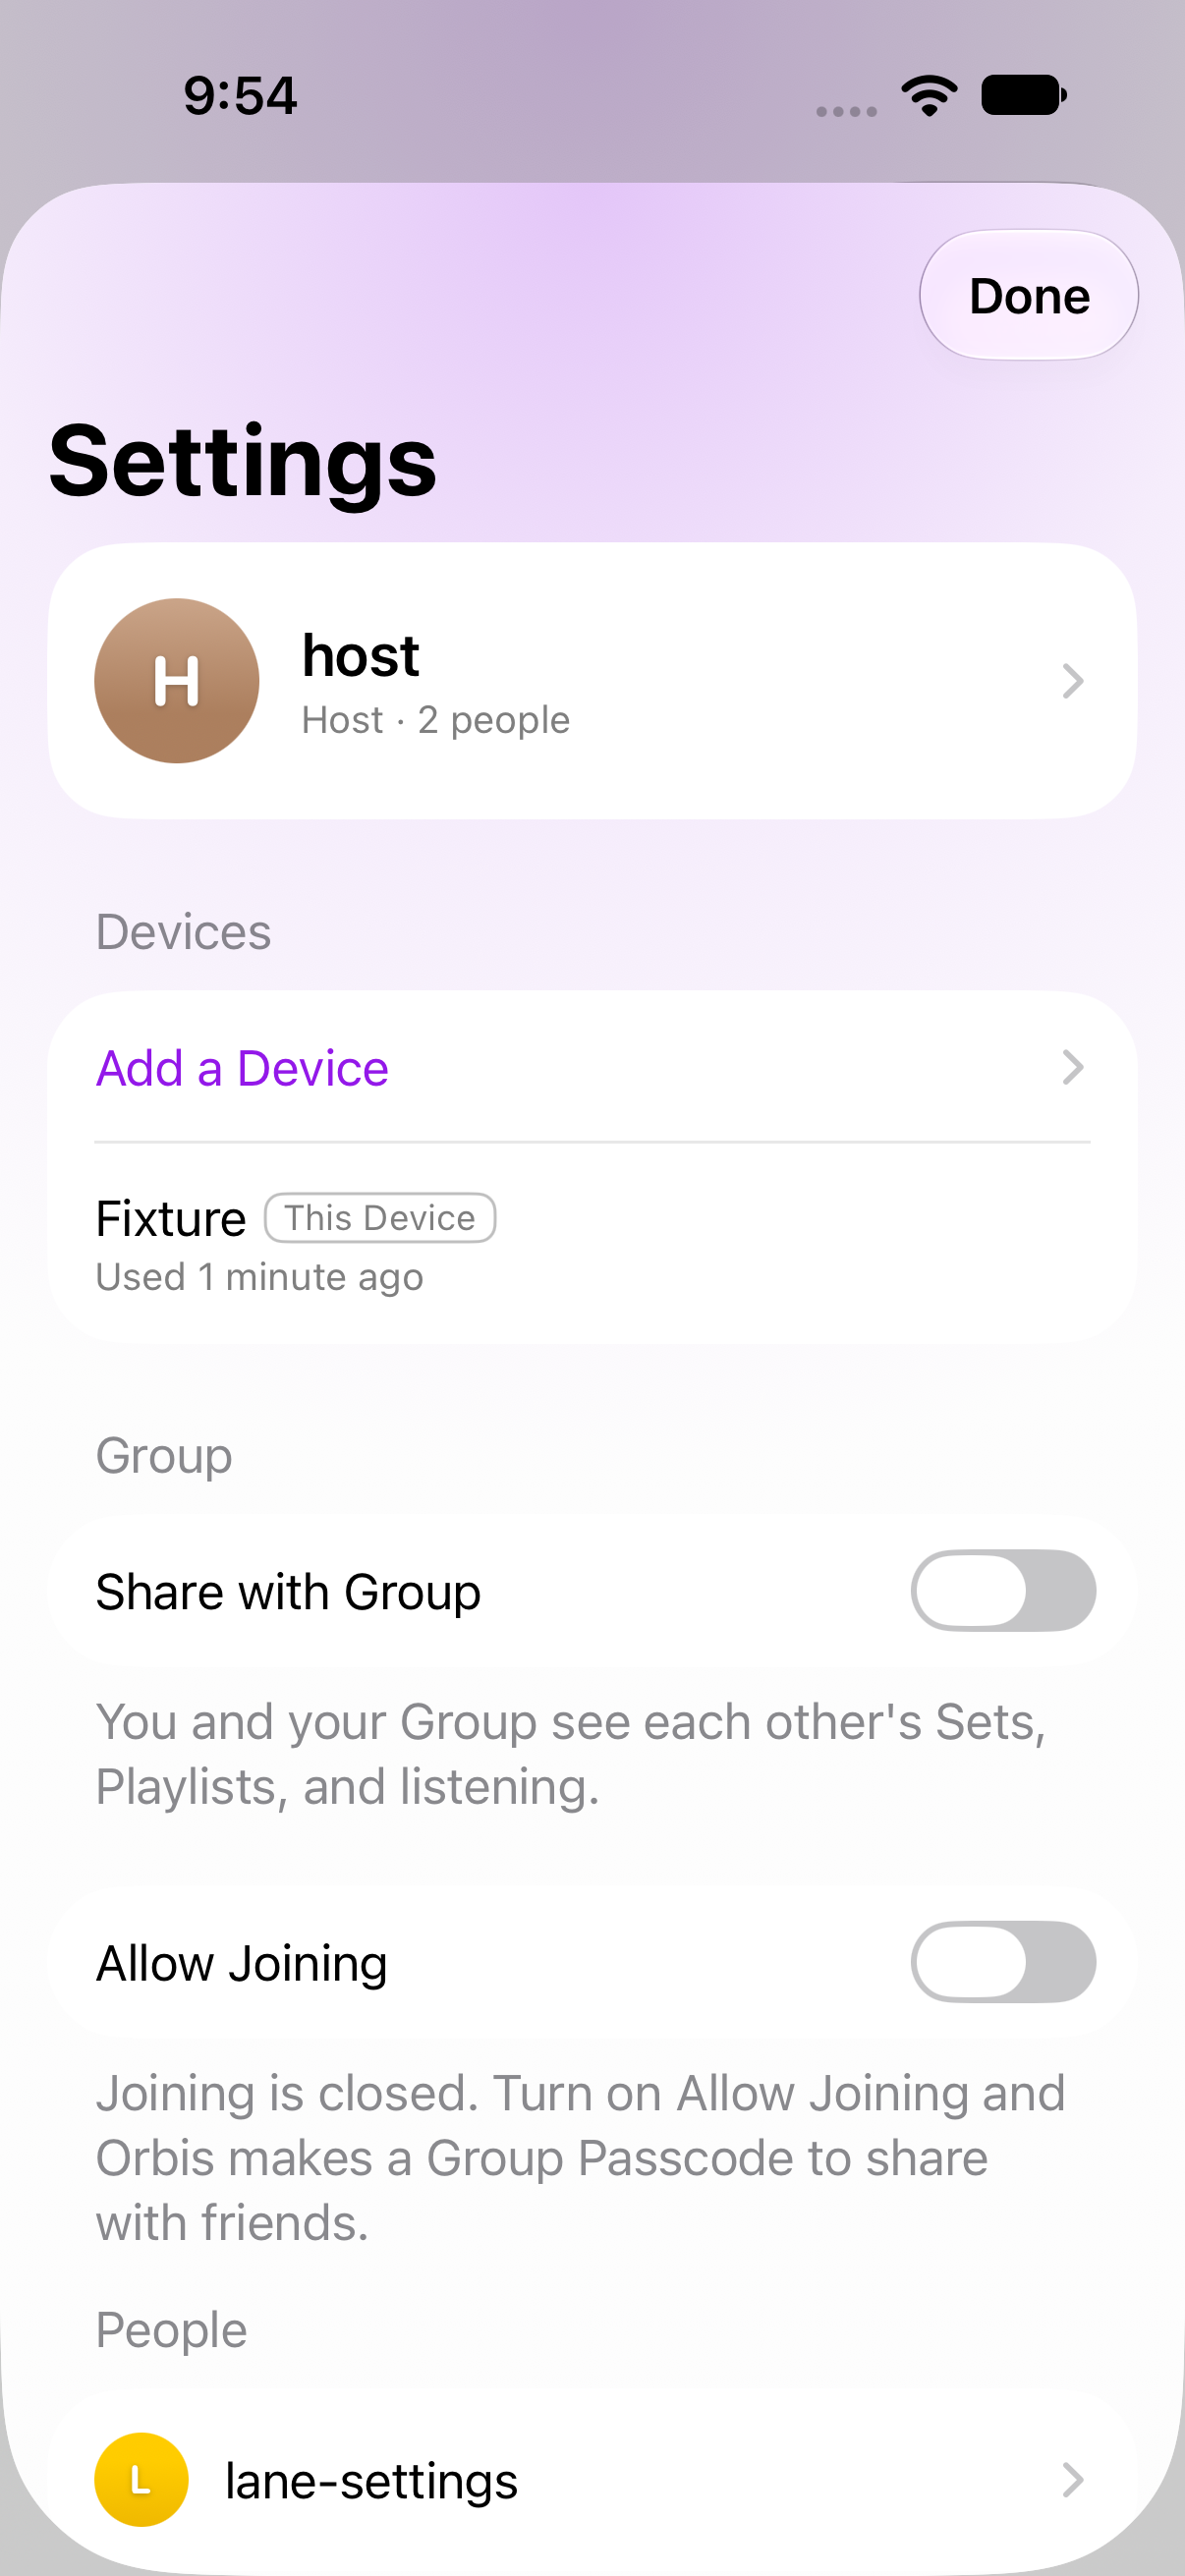 9:54
Done
Settings
H
host
Host · 2 people
Devices
Add a Device
Fixture This Device
Used 1 minute ago
Group
Share with Group
You and your Group see each other's Sets,
Playlists, and listening.
Allow Joining
Joining is closed. Turn on Allow Joining and
Orbis makes a Group Passcode to share
with friends.
People
L lane-settings